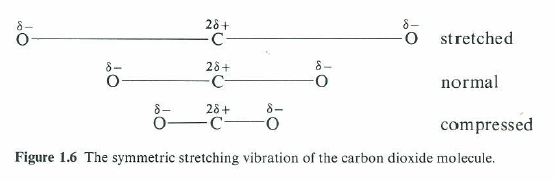 δ− 2δ+ δ−
O C O stretched
δ− 2δ+ δ−
O C O normal
δ− 2δ+ δ−
O C O compressed
Figure 1.6 The symmetric stretching vibration of the carbon dioxide molecule.